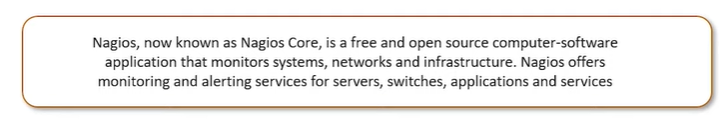 Nagios, now known as Nagios Core, is a free and open source computer-software
application that monitors systems, networks and infrastructure. Nagios offers
monitoring and alerting services for servers, switches, applications and services